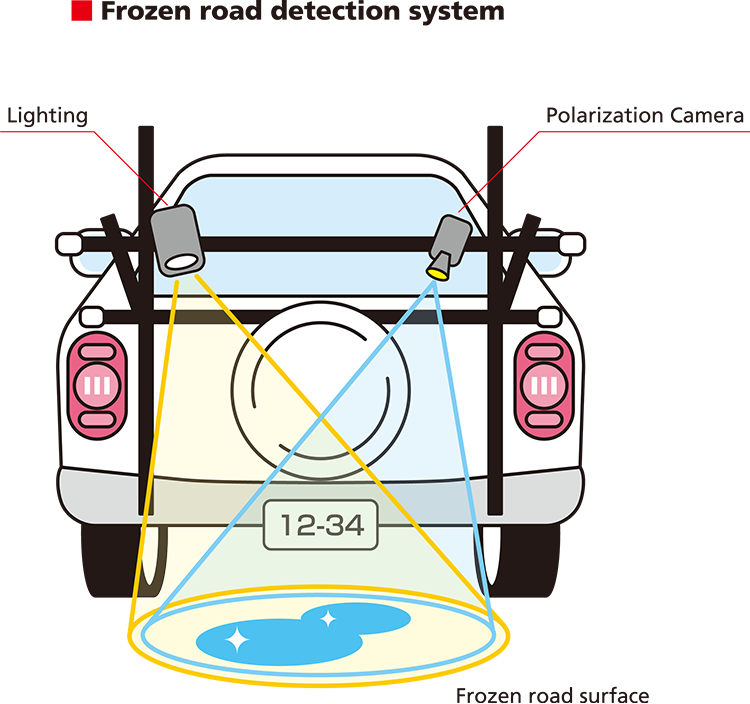 Frozen road detection system
Lighting
Polarization Camera
12-34
Frozen road surface